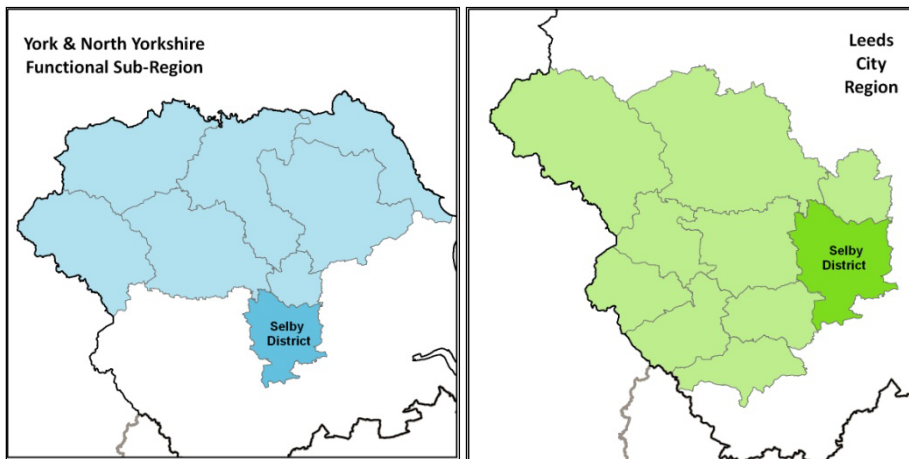 York & North Yorkshire
Functional Sub-Region
Selby
District
Leeds
City
Region
Selby
District